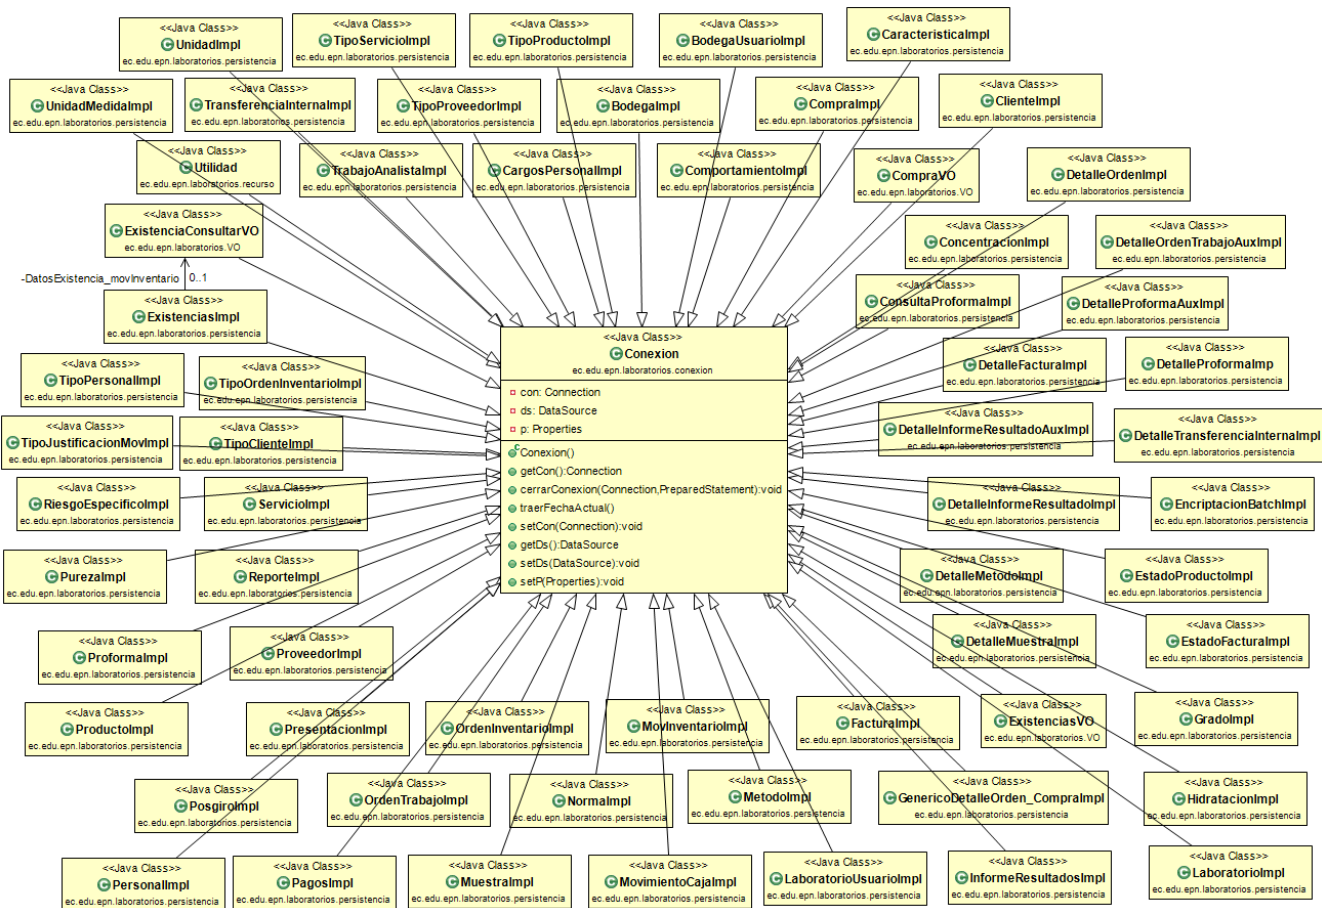 <<Java Class>>
UnidadImpl
ec.edu.epn.laboratorios.persistencia
<<Java Class>>
TipoServicioImpl
ec.edu.epn.laboratorios.persistencia
<<Java Class>>
TipoProductoImpl
ec.edu.epn.laboratorios.persistencia
<<Java Class>>
BodegaUsuarioImpl
ec.edu.epn.laboratorios.persistencia
<<Java Class>>
CaracteristicaImpl
ec.edu.epn.laboratorios.persistencia
<<Java Class>>
UnidadMedidaImpl
ec.edu.epn.laboratorios.persistencia
<<Java Class>>
TransferenciaInternaImpl
ec.edu.epn.laboratorios.persistencia
<<Java Class>>
TipoProveedorImpl
ec.edu.epn.laboratorios.persistencia
<<Java Class>>
BodegaImpl
ec.edu.epn.laboratorios.persistencia
<<Java Class>>
CompraImpl
ec.edu.epn.laboratorios.persistencia
<<Java Class>>
ClienteImpl
ec.edu.epn.laboratorios.persistencia
<<Java Class>>
Utilidad
ec.edu.epn.laboratorios.recurso
<<Java Class>>
TrabajoAnalistaImpl
ec.edu.epn.laboratorios.persistencia
<<Java Class>>
CargosPersonalImpl
ec.edu.epn.laboratorios.persistencia
<<Java Class>>
ComportamientoImpl
ec.edu.epn.laboratorios.persistencia
<<Java Class>>
CompraVO
ec.edu.epn.laboratorios.VO
<<Java Class>>
DetalleOrdenImpl
ec.edu.epn.laboratorios.persistencia
<<Java Class>>
ExistenciaConsultarVO
ec.edu.epn.laboratorios.VO
-DatosExistencia_movInventario 0..1
<<Java Class>>
ConcentracionImpl
ec.edu.epn.laboratorios.persistencia
<<Java Class>>
DetalleOrdenTrabajoAuxImpl
ec.edu.epn.laboratorios.persistencia
<<Java Class>>
ExistenciasImpl
ec.edu.epn.laboratorios.persistencia
<<Java Class>>
ConsultaProformaImpl
ec.edu.epn.laboratorios.persistencia
<<Java Class>>
DetalleProformaAuxImpl
ec.edu.epn.laboratorios.persistencia
<<Java Class>>
Conexion
ec.edu.epn.laboratorios.conexion
con: Connection
ds: DataSource
p: Properties
Conexion()
getCon():Connection
cerrarConexion(Connection,PreparedStatement):void
traerFechaActual()
setCon(Connection):void
getDs():DataSource
setDs(DataSource):void
setP(Properties):void
<<Java Class>>
TipoPersonalImpl
ec.edu.epn.laboratorios.persistencia
<<Java Class>>
TipoOrdenInventarioImpl
ec.edu.epn.laboratorios.persistencia
<<Java Class>>
DetalleFacturaImpl
ec.edu.epn.laboratorios.persistencia
<<Java Class>>
DetalleProformaImp
ec.edu.epn.laboratorios.persistencia
<<Java Class>>
TipoJustificacionMovImpl
ec.edu.epn.laboratorios.persistencia
<<Java Class>>
TipoClienteImpl
ec.edu.epn.laboratorios.persistencia
<<Java Class>>
DetalleInformeResultadoAuxImpl
ec.edu.epn.laboratorios.persistencia
<<Java Class>>
DetalleTransferenciaInternaImpl
ec.edu.epn.laboratorios.persistencia
<<Java Class>>
RiesgoEspecificoImpl
ec.edu.epn.laboratorios.persistencia
<<Java Class>>
ServicioImpl
ec.edu.epn.laboratorios.persistencia
<<Java Class>>
DetalleInformeResultadoImpl
ec.edu.epn.laboratorios.persistencia
<<Java Class>>
EncriptacionBatchImpl
ec.edu.epn.laboratorios.persistencia
<<Java Class>>
PurezaImpl
ec.edu.epn.laboratorios.persistencia
<<Java Class>>
ReporteImpl
ec.edu.epn.laboratorios.persistencia
<<Java Class>>
DetalleMetodoImpl
ec.edu.epn.laboratorios.persistencia
<<Java Class>>
EstadoProductoImpl
ec.edu.epn.laboratorios.persistencia
<<Java Class>>
ProformaImpl
ec.edu.epn.laboratorios.persistencia
<<Java Class>>
ProveedorImpl
ec.edu.epn.laboratorios.persistencia
<<Java Class>>
DetalleMuestraImpl
ec.edu.epn.laboratorios.persistencia
<<Java Class>>
EstadoFacturaImpl
ec.edu.epn.laboratorios.persistencia
<<Java Class>>
ProductoImpl
ec.edu.epn.laboratorios.persistencia
<<Java Class>>
PresentacionImpl
ec.edu.epn.laboratorios.persistencia
<<Java Class>>
OrdenInventarioImpl
ec.edu.epn.laboratorios.persistencia
<<Java Class>>
MovInventarioImpl
ec.edu.epn.laboratorios.persistencia
<<Java Class>>
FacturaImpl
ec.edu.epn.laboratorios.persistencia
<<Java Class>>
ExistenciasVO
ec.edu.epn.laboratorios.VO
<<Java Class>>
GradoImpl
ec.edu.epn.laboratorios.persistencia
<<Java Class>>
PosgiroImpl
ec.edu.epn.laboratorios.persistencia
<<Java Class>>
OrdenTrabajoImpl
ec.edu.epn.laboratorios.persistencia
<<Java Class>>
NormaImpl
ec.edu.epn.laboratorios.persistencia
<<Java Class>>
MetodoImpl
ec.edu.epn.laboratorios.persistencia
<<Java Class>>
GenericoDetalleOrden_CompraImpl
ec.edu.epn.laboratorios.persistencia
<<Java Class>>
HidratacionImpl
ec.edu.epn.laboratorios.persistencia
<<Java Class>>
PersonalImpl
ec.edu.epn.laboratorios.persistencia
<<Java Class>>
PagosImpl
ec.edu.epn.laboratorios.persistencia
<<Java Class>>
MuestraImpl
ec.edu.epn.laboratorios.persistencia
<<Java Class>>
MovimientoCajaImpl
ec.edu.epn.laboratorios.persistencia
<<Java Class>>
LaboratorioUsuarioImpl
ec.edu.epn.laboratorios.persistencia
<<Java Class>>
InformeResultadosImpl
ec.edu.epn.laboratorios.persistencia
<<Java Class>>
LaboratorioImpl
ec.edu.epn.laboratorios.persistencia